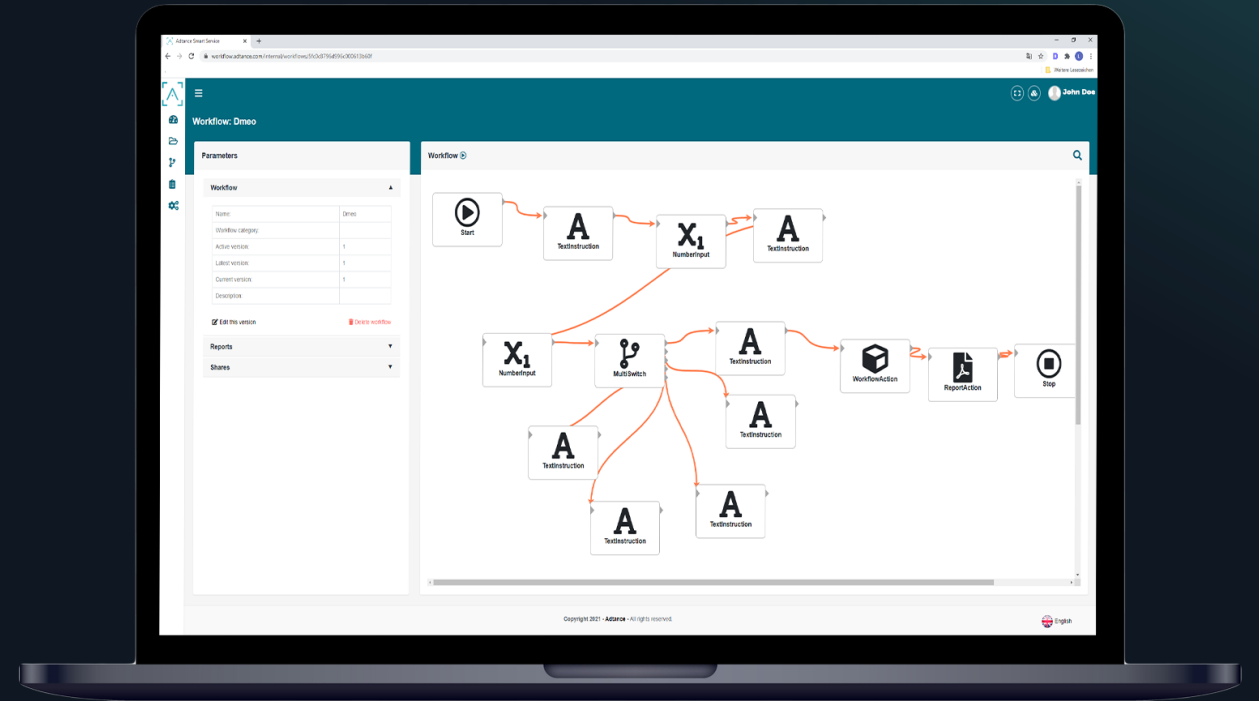 Adtance Smart Service
Weitere Lesezeichen
John Doe
Workflow: Dmeo
Parameters
Workflow
Workflow
Name:
Dmeo
Workflow category:
Active version:
1
Latest version:
1
Current version:
1
Description:
Edit this version
Delete workflow
Reports
Shares
Start
TextInstruction
NumberInput
TextInstruction
NumberInput
MultiSwitch
TextInstruction
WorkflowAction
ReportAction
Stop
TextInstruction
TextInstruction
TextInstruction
TextInstruction
Copyright 2021 - Adtance - All rights reserved.
English